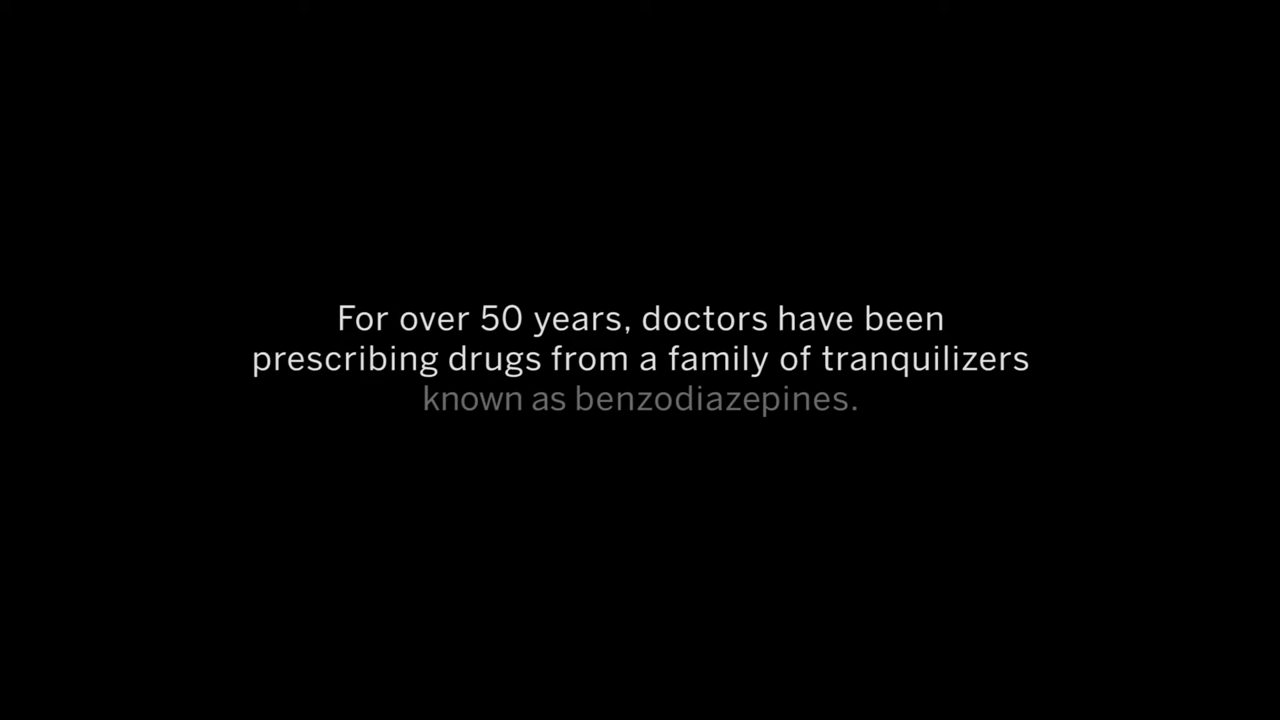 For over 50 years, doctors have been
prescribing drugs from a family of tranquilizers
known as benzodiazepines.